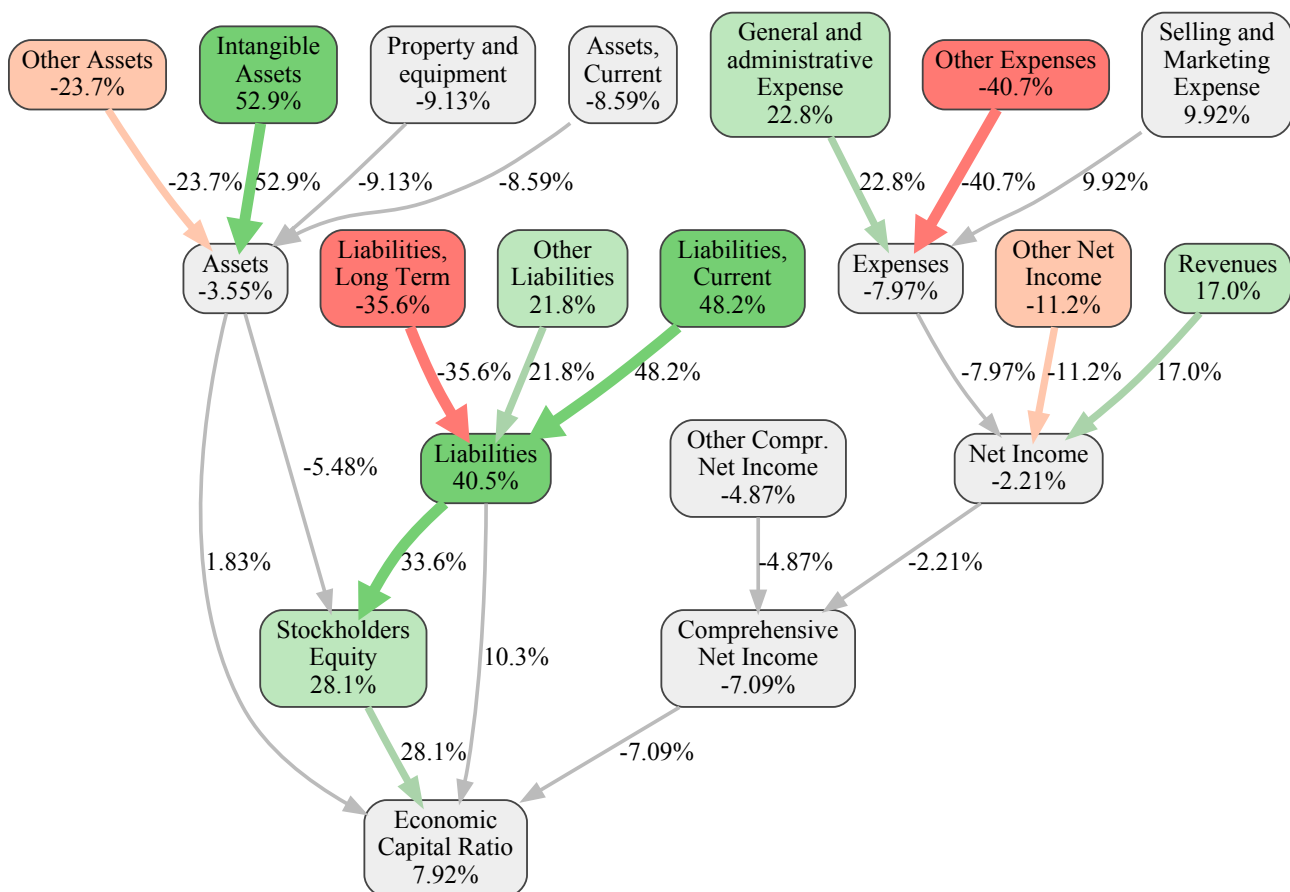 Other Assets
-23.7%
Intangible
Assets
52.9%
Property and
equipment
-9.13%
Assets,
Current
-8.59%
General and
administrative
Expense
22.8%
Other Expenses
-40.7%
Selling and
Marketing
Expense
9.92%
-23.7%
52.9%
-9.13%
-8.59%
22.8%
-40.7%
9.92%
Assets
-3.55%
Liabilities,
Long Term
-35.6%
Other
Liabilities
21.8%
Liabilities,
Current
48.2%
Expenses
-7.97%
Other Net
Income
-11.2%
Revenues
17.0%
-35.6%
21.8%
48.2%
-7.97%
-11.2%
17.0%
-5.48%
Liabilities
40.5%
Other Compr.
Net Income
-4.87%
Net Income
-2.21%
1.83%
33.6%
-4.87%
-2.21%
Stockholders
Equity
28.1%
10.3%
Comprehensive
Net Income
-7.09%
28.1%
-7.09%
Economic
Capital Ratio
7.92%